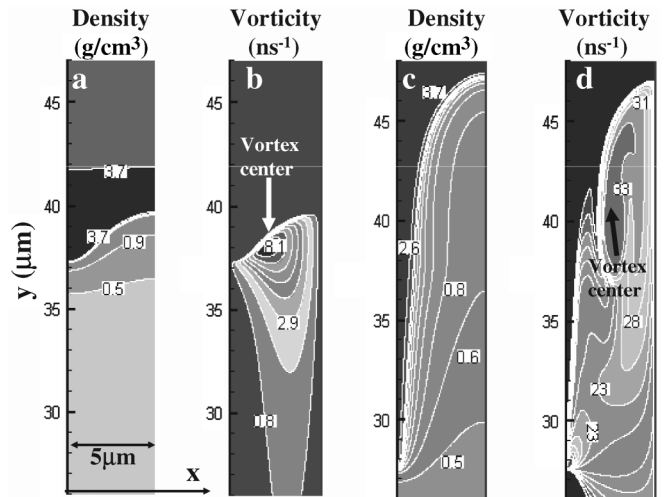 Density Vorticity Density Vorticity
(g/cm³) (ns⁻¹) (g/cm³) (ns⁻¹)
a b c d
45 45 45 45
40 40 40 40
35 35 35 35
30 30 30 30
y (μm)
3.7
3.7
0.9
0.5
5μm
x
Vortex
center
8.1
2.9
0.8
3.7
2.6
0.8
0.6
0.5
31
33
Vortex
center
28
23
23